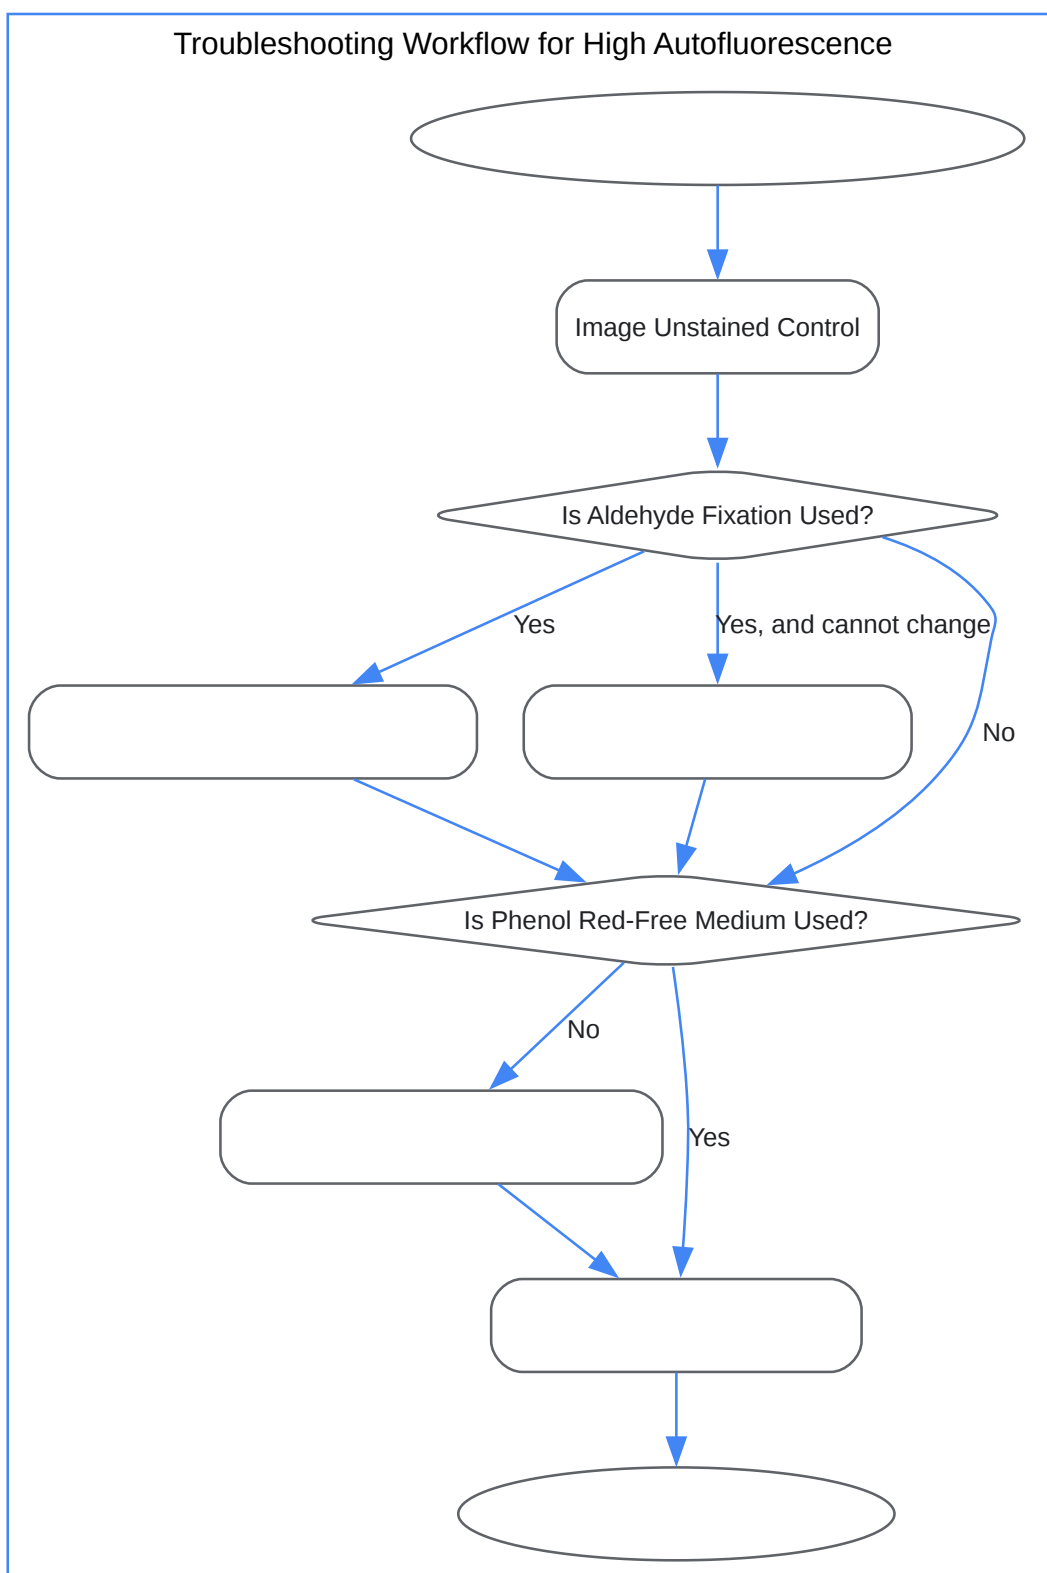 Troubleshooting Workflow for High Autofluorescence
Image Unstained Control
Is Aldehyde Fixation Used?
Yes
Yes, and cannot change
No
Is Phenol Red-Free Medium Used?
No
Yes